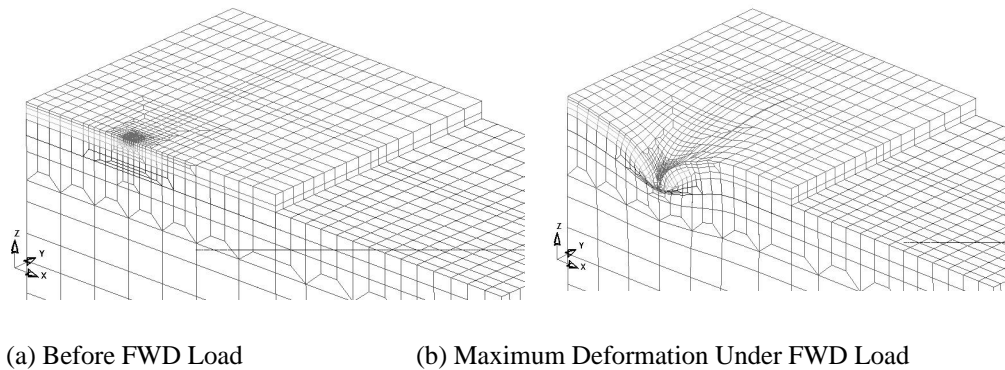 Z
Y
X
Z
Y
X
(a) Before FWD Load
(b) Maximum Deformation Under FWD Load